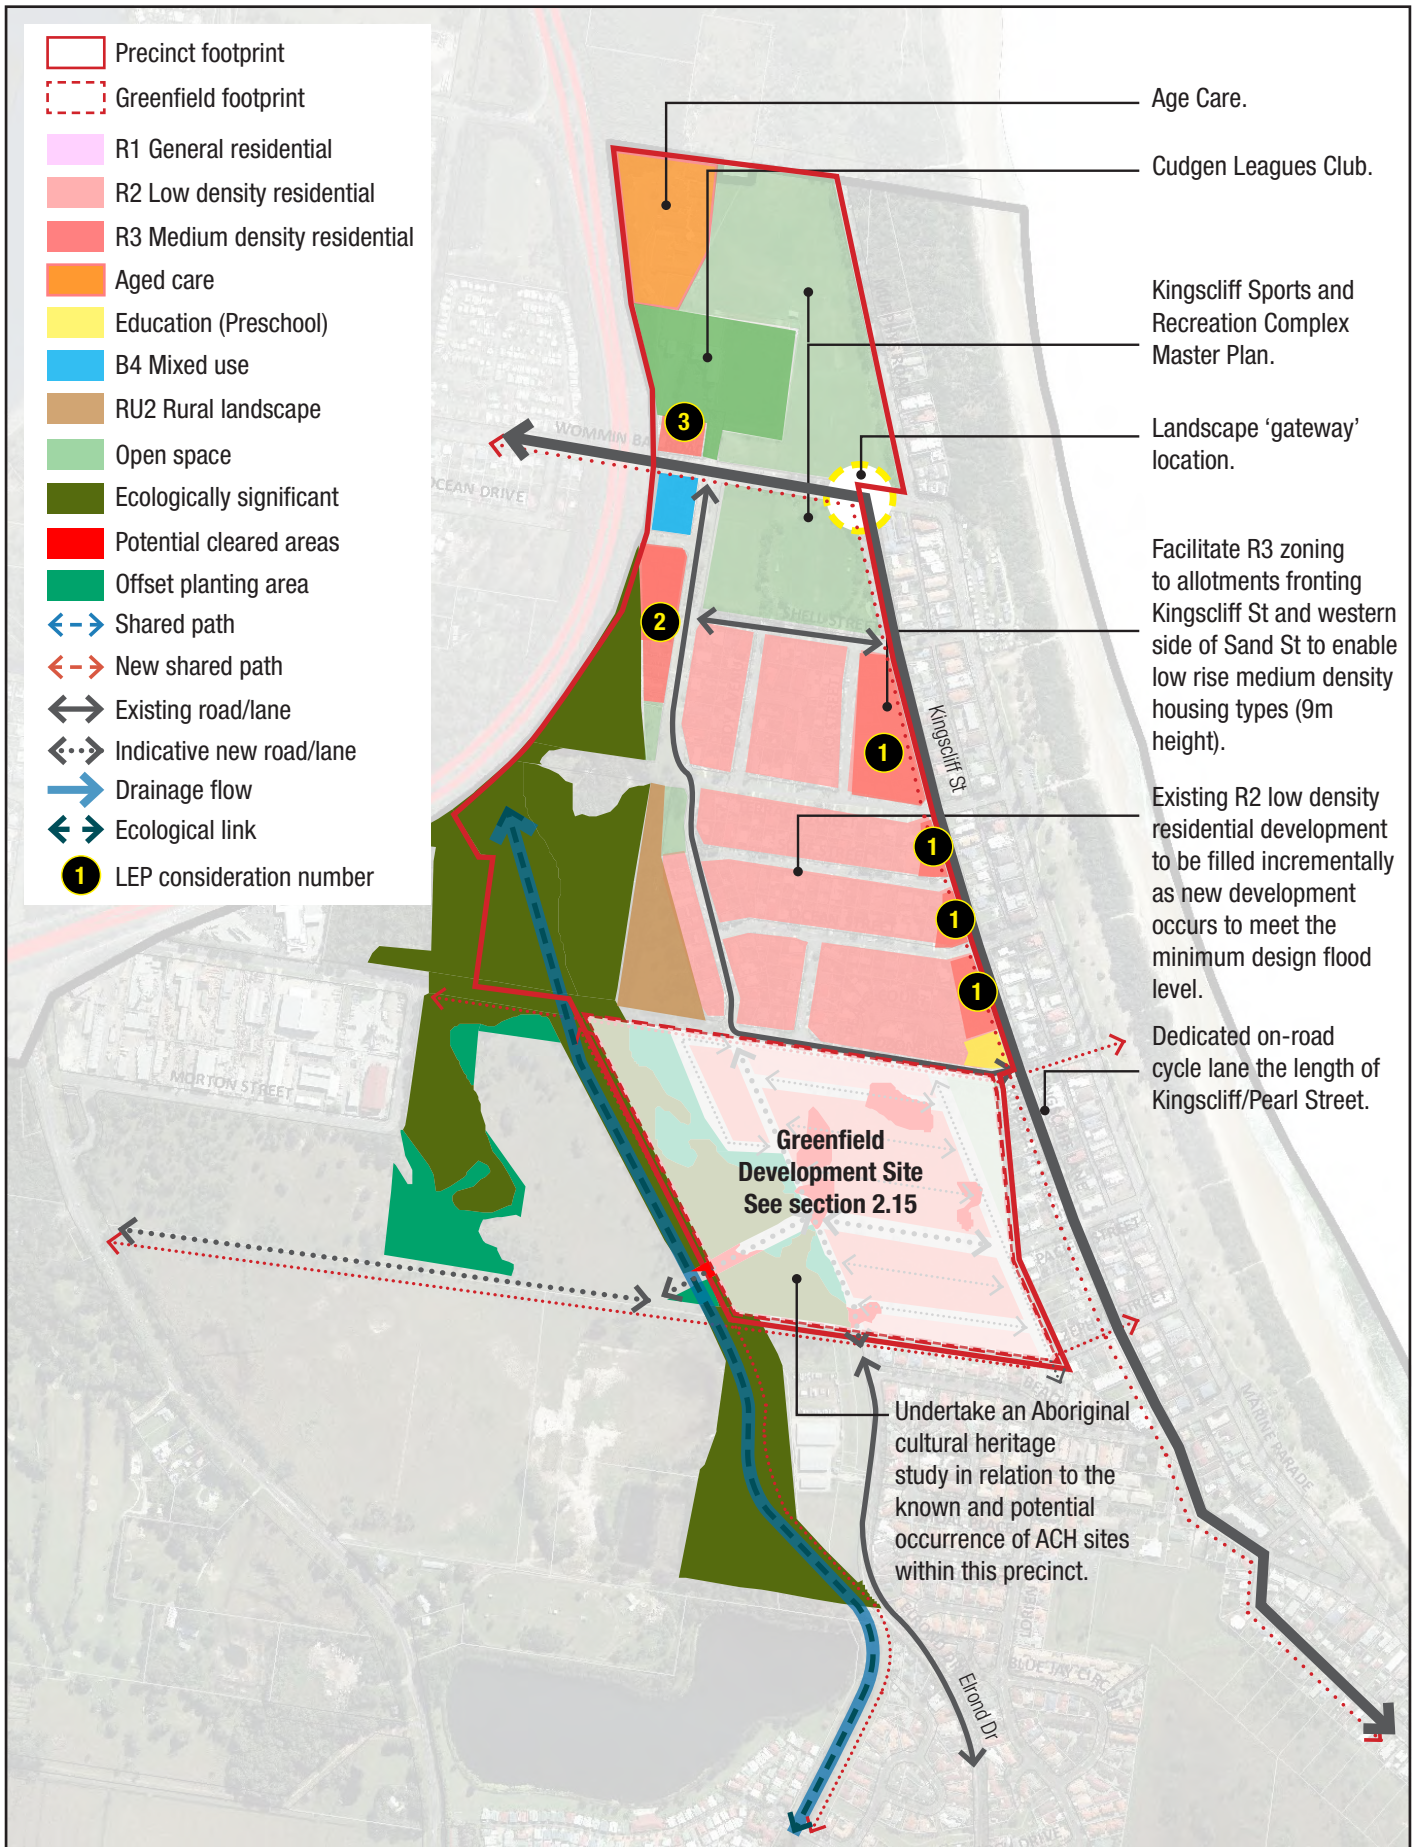 Precinct footprint
Greenfield footprint
R1 General residential
R2 Low density residential
R3 Medium density residential
Aged care
Education (Preschool)
B4 Mixed use
RU2 Rural landscape
Open space
Ecologically significant
Potential cleared areas
Offset planting area
Shared path
New shared path
Existing road/lane
Indicative new road/lane
Drainage flow
Ecological link
1 LEP consideration number
Age Care.
Cudgen Leagues Club.
Kingscliff Sports and
Recreation Complex
Master Plan.
Landscape ‘gateway’
location.
Facilitate R3 zoning
to allotments fronting
Kingscliff St and western
side of Sand St to enable
low rise medium density
housing types (9m
height).
Existing R2 low density
residential development
to be filled incrementally
as new development
occurs to meet the
minimum design flood
level.
Dedicated on-road
cycle lane the length of
Kingscliff/Pearl Street.
3
WOMMIN BA
OCEAN DRIVE
2
SHELL STREET
Kingscliff St
1
1
1
1
MORTON STREET
Greenfield
Development Site
See section 2.15
Undertake an Aboriginal
cultural heritage
study in relation to the
known and potential
occurrence of ACH sites
within this precinct.
MARINE PARADE
BLUE JAY CIRC
Elrond Dr
DRIVE